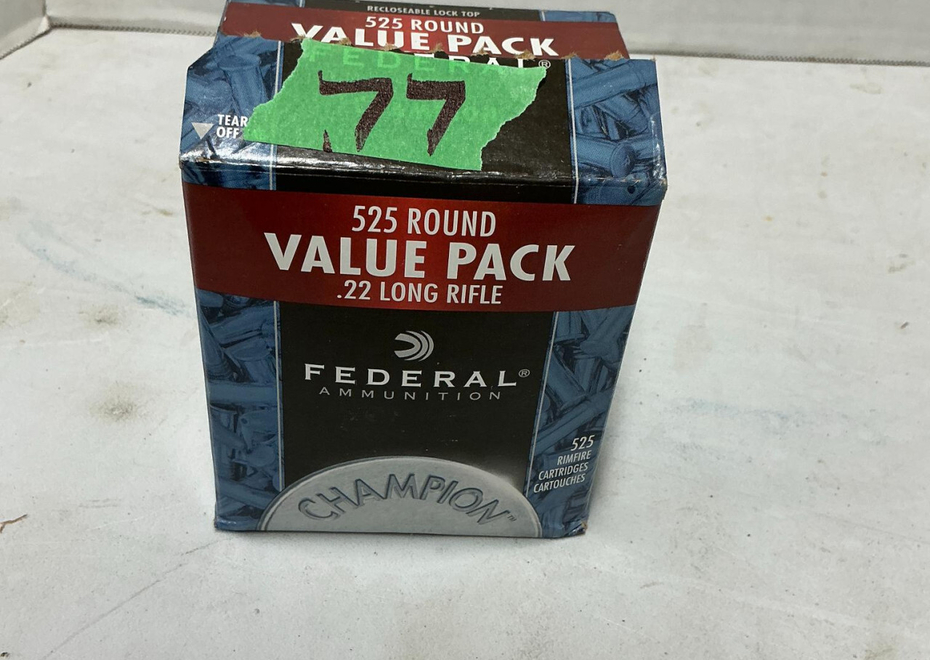 RECLOSEABLE LOCK TOP
525 ROUND
VALUE PACK
FEDERAL®
77
TEAR
OFF
525 ROUND
VALUE PACK
.22 LONG RIFLE
FEDERAL®
AMMUNITION
525
RIMFIRE
CARTRIDGES
CARTOUCHES
CHAMPION™